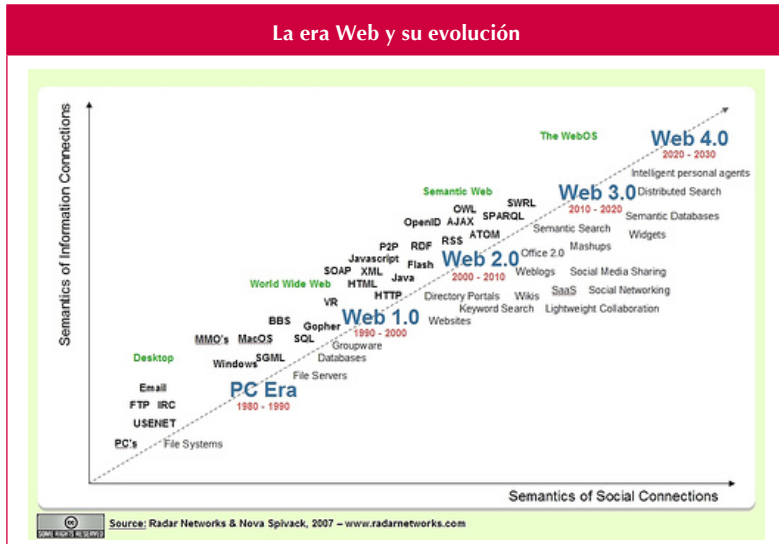 La era Web y su evolución
Semantics of Information Connections
The WebOS
Web 4.0
2020 - 2030
Intelligent personal agents
Semantic Web
Web 3.0
2010 - 2020
Distributed Search
OWL
SWRL
OpenID
AJAX
SPARQL
Semantic Databases
ATOM
Semantic Search
Widgets
P2P
RDF
RSS
Mashups
Javascript
Web 2.0
2000 - 2010
Office 2.0
SOAP
XML
Flash
Weblogs
Social Media Sharing
World Wide Web
HTML
Java
HTTP
Directory Portals
Wikis
SaaS
Social Networking
VR
Keyword Search
Lightweight Collaboration
BBS
Gopher
Web 1.0
1990 - 2000
Websites
MMO's
MacOS
SQL
Groupware
Desktop
Windows
SGML
Databases
File Servers
Email
PC Era
1980 - 1990
FTP
IRC
USENET
PC's
File Systems
Semantics of Social Connections
cc
SOME RIGHTS RESERVED
Source: Radar Networks & Nova Spivack, 2007 – www.radarnetworks.com